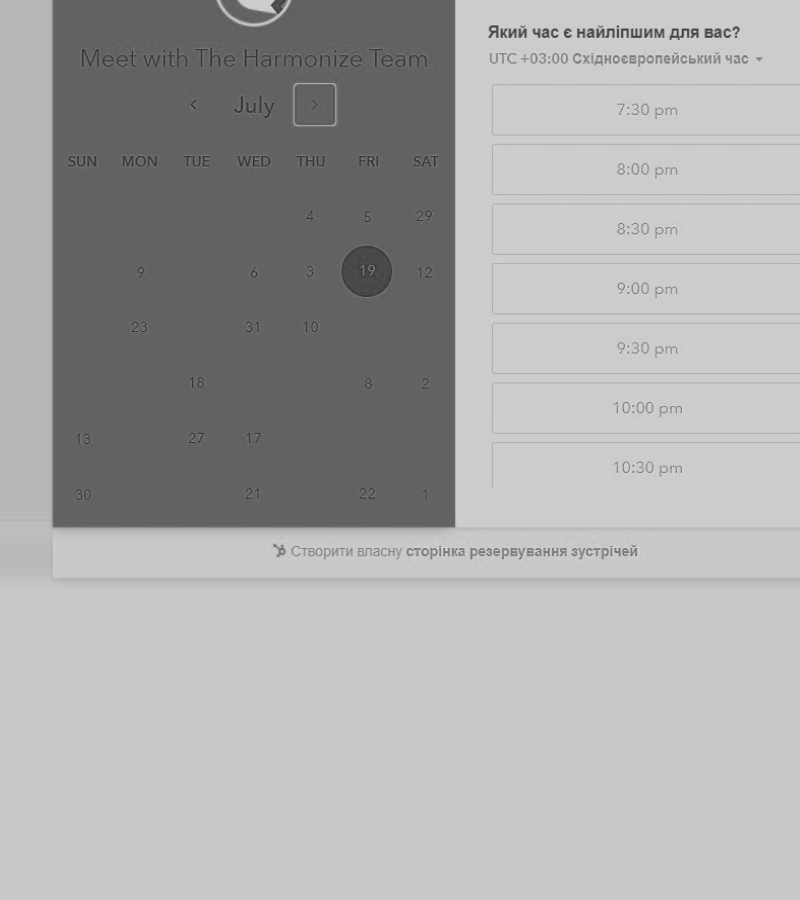 Meet with The Harmonize Team
July
SUN MON TUE WED THU FRI SAT
4 5 29
9 6 3 19 12
23 31 10
18 8 2
13 27 17
30 21 22 1
Який час є найліпшим для вас?
UTC +03:00 Східноєвропейський час
7:30 pm
8:00 pm
8:30 pm
9:00 pm
9:30 pm
10:00 pm
10:30 pm
Створити власну сторінка резервування зустрічей